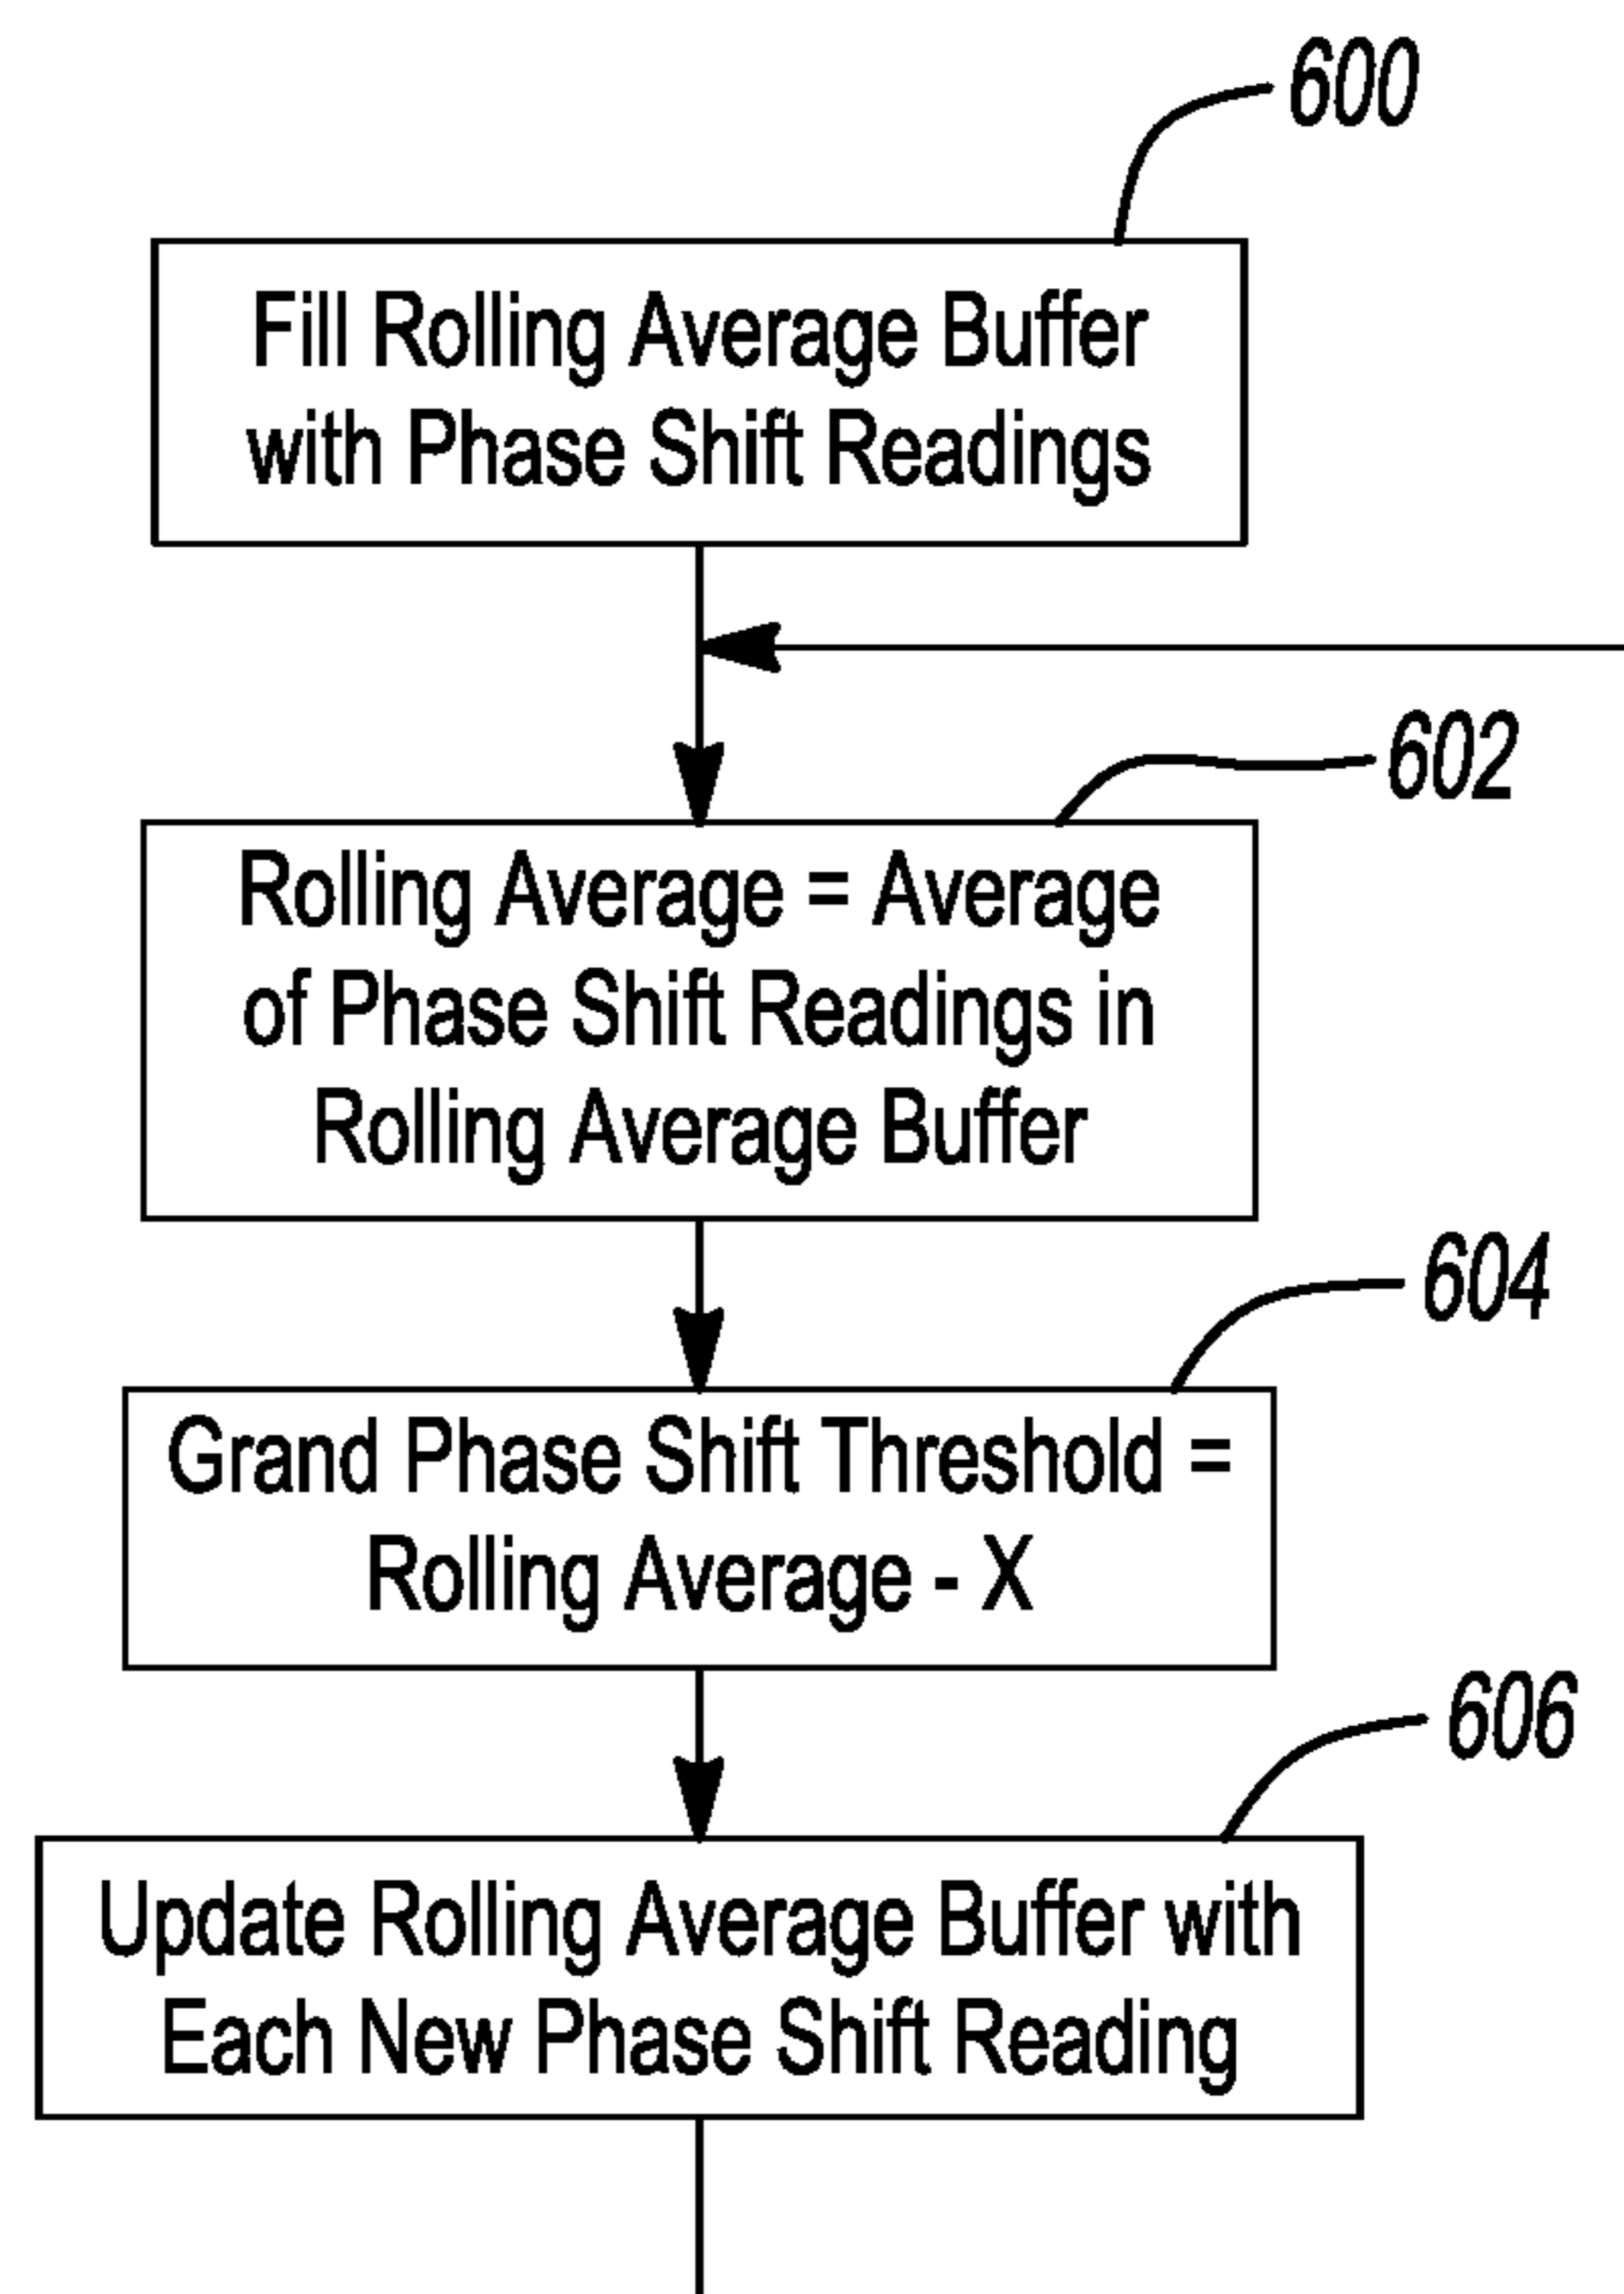 600
Fill Rolling Average Buffer
with Phase Shift Readings
602
Rolling Average = Average
of Phase Shift Readings in
Rolling Average Buffer
604
Grand Phase Shift Threshold =
Rolling Average - X
606
Update Rolling Average Buffer with
Each New Phase Shift Reading